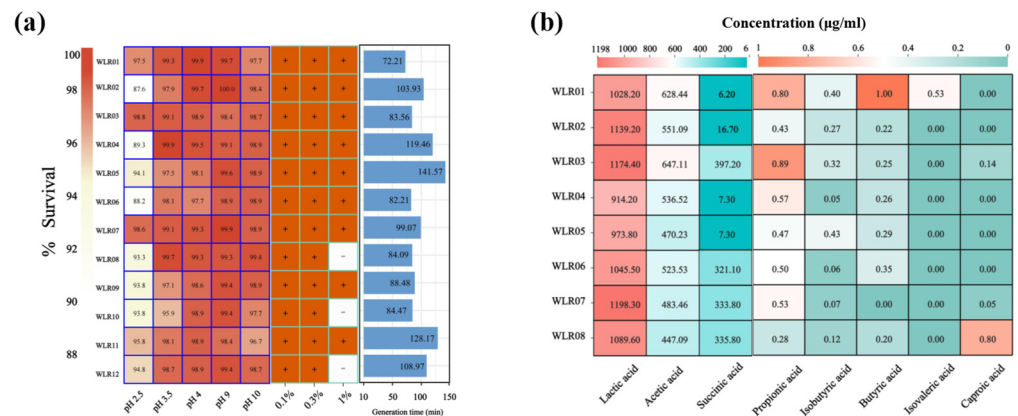 (a)
% Survival
100
98
96
94
92
90
88
WLR01 97.5 99.3 99.9 99.7 97.7 + + + 72.21
WLR02 87.6 97.9 99.7 100.0 98.4 + + + 103.93
WLR03 98.8 99.1 98.9 98.4 98.7 + + + 83.56
WLR04 89.3 99.9 99.5 99.1 98.9 + + + 119.46
WLR05 94.1 97.5 98.1 99.6 98.9 + + + 141.57
WLR06 88.2 98.1 97.7 98.9 98.9 + + + 82.21
WLR07 98.6 99.1 99.3 99.9 98.9 + + + 99.07
WLR08 93.3 99.7 99.3 99.3 99.4 + + - 84.09
WLR09 93.8 97.1 98.6 99.4 98.9 + + + 88.48
WLR10 93.8 95.9 98.9 99.4 97.7 + + - 84.47
WLR11 95.8 98.1 98.9 98.4 96.7 + + + 128.17
WLR12 94.8 98.7 98.9 99.4 98.7 + + - 108.97
pH 2.5 pH 3.5 pH 4 pH 9 pH 10 0.1% 0.3% 1% 10 50 100 150
Generation time (min)
(b)
Concentration (µg/ml)
1198 1000 800 600 400 200 6 1 0.8 0.6 0.4 0.2 0
WLR01 1028.20 628.44 6.20 0.80 0.40 1.00 0.53 0.00
WLR02 1139.20 551.09 16.70 0.43 0.27 0.22 0.00 0.00
WLR03 1174.40 647.11 397.20 0.89 0.32 0.25 0.00 0.14
WLR04 914.20 536.52 7.30 0.57 0.05 0.26 0.00 0.00
WLR05 973.80 470.23 7.30 0.47 0.43 0.29 0.00 0.00
WLR06 1045.50 523.53 321.10 0.50 0.06 0.35 0.00 0.00
WLR07 1198.30 483.46 333.80 0.53 0.07 0.00 0.00 0.05
WLR08 1089.60 447.09 335.80 0.28 0.12 0.20 0.00 0.80
Lactic acid Acetic acid Succinic acid Propionic acid Isobutyric acid Butyric acid Isovaleric acid Caproic acid